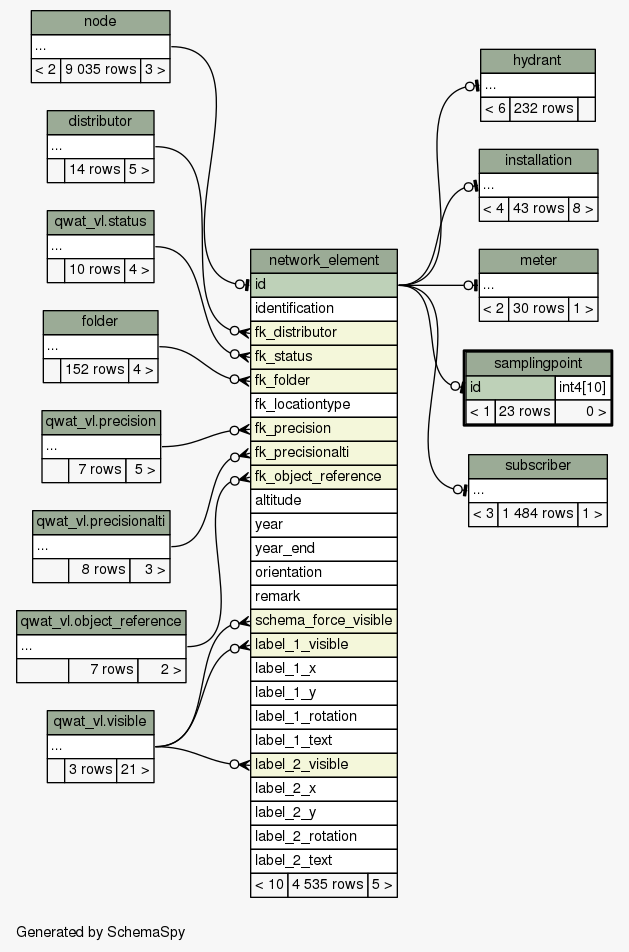 node
...
< 2 9 035 rows 3 >
distributor
...
14 rows 5 >
qwat_vl.status
...
10 rows 4 >
folder
...
152 rows 4 >
qwat_vl.precision
...
7 rows 5 >
qwat_vl.precisionalti
...
8 rows 3 >
qwat_vl.object_reference
...
7 rows 2 >
qwat_vl.visible
...
3 rows 21 >
network_element
id
identification
fk_distributor
fk_status
fk_folder
fk_locationtype
fk_precision
fk_precisionalti
fk_object_reference
altitude
year
year_end
orientation
remark
schema_force_visible
label_1_visible
label_1_x
label_1_y
label_1_rotation
label_1_text
label_2_visible
label_2_x
label_2_y
label_2_rotation
label_2_text
< 10 4 535 rows 5 >
hydrant
...
< 6 232 rows
installation
...
< 4 43 rows 8 >
meter
...
< 2 30 rows 1 >
samplingpoint
id int4[10]
< 1 23 rows 0 >
subscriber
...
< 3 1 484 rows 1 >
Generated by SchemaSpy